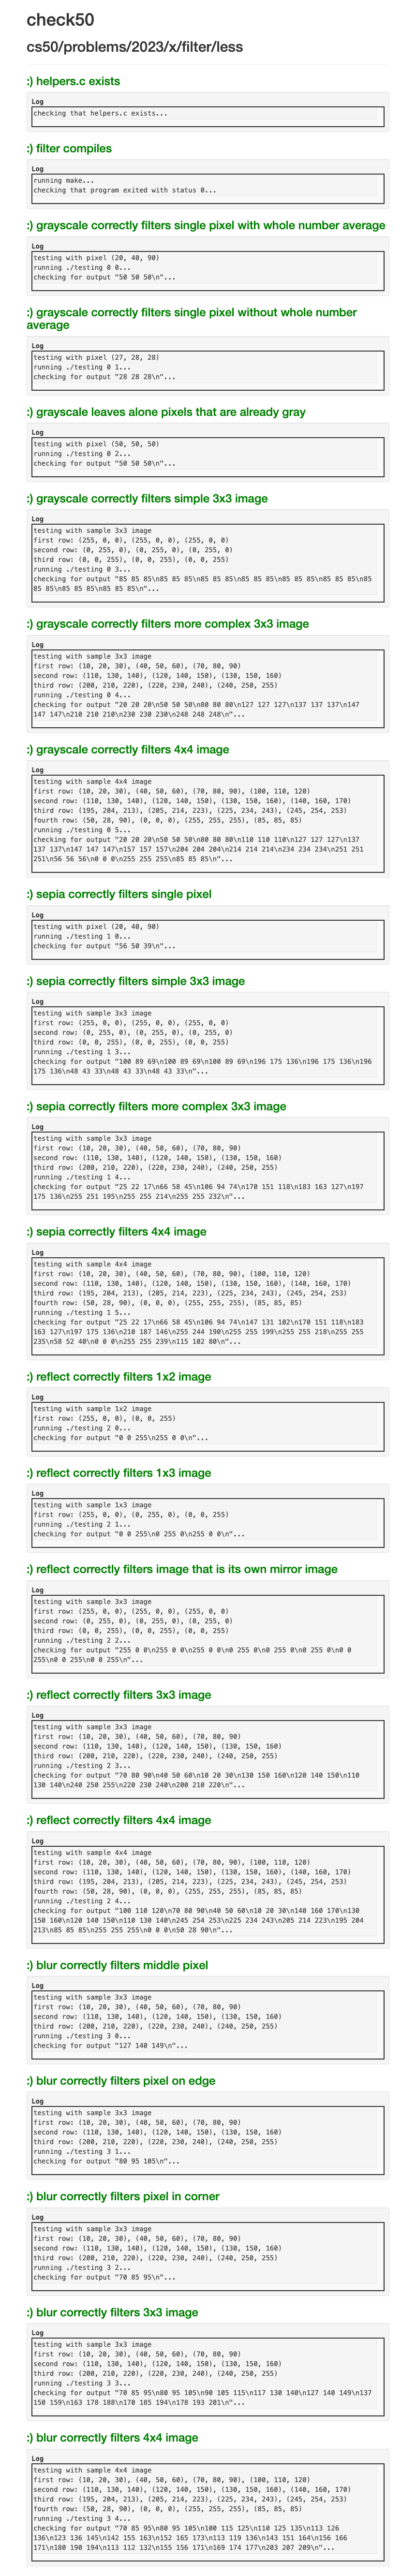 check50
cs50/problems/2023/x/filter/less
:) helpers.c exists
Log
checking that helpers.c exists...
:) filter compiles
Log
running make...
checking that program exited with status 0...
:) grayscale correctly filters single pixel with whole number average
Log
testing with pixel (20, 40, 90)
running ./testing 0 0...
checking for output "50 50 50\n"...
:) grayscale correctly filters single pixel without whole number
average
Log
testing with pixel (27, 28, 28)
running ./testing 0 1...
checking for output "28 28 28\n"...
:) grayscale leaves alone pixels that are already gray
Log
testing with pixel (50, 50, 50)
running ./testing 0 2...
checking for output "50 50 50\n"...
:) grayscale correctly filters simple 3x3 image
Log
testing with sample 3x3 image
first row: (255, 0, 0), (255, 0, 0), (255, 0, 0)
second row: (0, 255, 0), (0, 255, 0), (0, 255, 0)
third row: (0, 0, 255), (0, 0, 255), (0, 0, 255)
running ./testing 0 3...
checking for output "85 85 85\n85 85 85\n85 85 85\n85 85 85\n85 85 85\n85 85 85\n85
85 85\n85 85 85\n85 85 85\n"...
:) grayscale correctly filters more complex 3x3 image
Log
testing with sample 3x3 image
first row: (10, 20, 30), (40, 50, 60), (70, 80, 90)
second row: (110, 130, 140), (120, 140, 150), (130, 150, 160)
third row: (200, 210, 220), (220, 230, 240), (240, 250, 255)
running ./testing 0 4...
checking for output "20 20 20\n50 50 50\n80 80 80\n127 127 127\n137 137 137\n147
147 147\n210 210 210\n230 230 230\n248 248 248\n"...
:) grayscale correctly filters 4x4 image
Log
testing with sample 4x4 image
first row: (10, 20, 30), (40, 50, 60), (70, 80, 90), (100, 110, 120)
second row: (110, 130, 140), (120, 140, 150), (130, 150, 160), (140, 160, 170)
third row: (195, 204, 213), (205, 214, 223), (225, 234, 243), (245, 254, 253)
fourth row: (50, 28, 90), (0, 0, 0), (255, 255, 255), (85, 85, 85)
running ./testing 0 5...
checking for output "20 20 20\n50 50 50\n80 80 80\n110 110 110\n127 127 127\n137
137 137\n147 147 147\n157 157 157\n204 204 204\n214 214 214\n234 234 234\n251 251
251\n56 56 56\n0 0 0\n255 255 255\n85 85 85\n"...
:) sepia correctly filters single pixel
Log
testing with pixel (20, 40, 90)
running ./testing 1 0...
checking for output "56 50 39\n"...
:) sepia correctly filters simple 3x3 image
Log
testing with sample 3x3 image
first row: (255, 0, 0), (255, 0, 0), (255, 0, 0)
second row: (0, 255, 0), (0, 255, 0), (0, 255, 0)
third row: (0, 0, 255), (0, 0, 255), (0, 0, 255)
running ./testing 1 3...
checking for output "100 89 69\n100 89 69\n100 89 69\n196 175 136\n196 175 136\n196
175 136\n48 43 33\n48 43 33\n48 43 33\n"...
:) sepia correctly filters more complex 3x3 image
Log
testing with sample 3x3 image
first row: (10, 20, 30), (40, 50, 60), (70, 80, 90)
second row: (110, 130, 140), (120, 140, 150), (130, 150, 160)
third row: (200, 210, 220), (220, 230, 240), (240, 250, 255)
running ./testing 1 4...
checking for output "25 22 17\n66 58 45\n106 94 74\n170 151 118\n183 163 127\n197
175 136\n255 251 195\n255 255 214\n255 255 232\n"...
:) sepia correctly filters 4x4 image
Log
testing with sample 4x4 image
first row: (10, 20, 30), (40, 50, 60), (70, 80, 90), (100, 110, 120)
second row: (110, 130, 140), (120, 140, 150), (130, 150, 160), (140, 160, 170)
third row: (195, 204, 213), (205, 214, 223), (225, 234, 243), (245, 254, 253)
fourth row: (50, 28, 90), (0, 0, 0), (255, 255, 255), (85, 85, 85)
running ./testing 1 5...
checking for output "25 22 17\n66 58 45\n106 94 74\n147 131 102\n170 151 118\n183
163 127\n197 175 136\n210 187 146\n255 244 190\n255 255 199\n255 255 218\n255 255
235\n58 52 40\n0 0 0\n255 255 239\n115 102 80\n"...
:) reflect correctly filters 1x2 image
Log
testing with sample 1x2 image
first row: (255, 0, 0), (0, 0, 255)
running ./testing 2 0...
checking for output "0 0 255\n255 0 0\n"...
:) reflect correctly filters 1x3 image
Log
testing with sample 1x3 image
first row: (255, 0, 0), (0, 255, 0), (0, 0, 255)
running ./testing 2 1...
checking for output "0 0 255\n0 255 0\n255 0 0\n"...
:) reflect correctly filters image that is its own mirror image
Log
testing with sample 3x3 image
first row: (255, 0, 0), (255, 0, 0), (255, 0, 0)
second row: (0, 255, 0), (0, 255, 0), (0, 255, 0)
third row: (0, 0, 255), (0, 0, 255), (0, 0, 255)
running ./testing 2 2...
checking for output "255 0 0\n255 0 0\n255 0 0\n0 255 0\n0 255 0\n0 255 0\n0 0
255\n0 0 255\n0 0 255\n"...
:) reflect correctly filters 3x3 image
Log
testing with sample 3x3 image
first row: (10, 20, 30), (40, 50, 60), (70, 80, 90)
second row: (110, 130, 140), (120, 140, 150), (130, 150, 160)
third row: (200, 210, 220), (220, 230, 240), (240, 250, 255)
running ./testing 2 3...
checking for output "70 80 90\n40 50 60\n10 20 30\n130 150 160\n120 140 150\n110
130 140\n240 250 255\n220 230 240\n200 210 220\n"...
:) reflect correctly filters 4x4 image
Log
testing with sample 4x4 image
first row: (10, 20, 30), (40, 50, 60), (70, 80, 90), (100, 110, 120)
second row: (110, 130, 140), (120, 140, 150), (130, 150, 160), (140, 160, 170)
third row: (195, 204, 213), (205, 214, 223), (225, 234, 243), (245, 254, 253)
fourth row: (50, 28, 90), (0, 0, 0), (255, 255, 255), (85, 85, 85)
running ./testing 2 4...
checking for output "100 110 120\n70 80 90\n40 50 60\n10 20 30\n140 160 170\n130
150 160\n120 140 150\n110 130 140\n245 254 253\n225 234 243\n205 214 223\n195 204
213\n85 85 85\n255 255 255\n0 0 0\n50 28 90\n"...
:) blur correctly filters middle pixel
Log
testing with sample 3x3 image
first row: (10, 20, 30), (40, 50, 60), (70, 80, 90)
second row: (110, 130, 140), (120, 140, 150), (130, 150, 160)
third row: (200, 210, 220), (220, 230, 240), (240, 250, 255)
running ./testing 3 0...
checking for output "127 140 149\n"...
:) blur correctly filters pixel on edge
Log
testing with sample 3x3 image
first row: (10, 20, 30), (40, 50, 60), (70, 80, 90)
second row: (110, 130, 140), (120, 140, 150), (130, 150, 160)
third row: (200, 210, 220), (220, 230, 240), (240, 250, 255)
running ./testing 3 1...
checking for output "80 95 105\n"...
:) blur correctly filters pixel in corner
Log
testing with sample 3x3 image
first row: (10, 20, 30), (40, 50, 60), (70, 80, 90)
second row: (110, 130, 140), (120, 140, 150), (130, 150, 160)
third row: (200, 210, 220), (220, 230, 240), (240, 250, 255)
running ./testing 3 2...
checking for output "70 85 95\n"...
:) blur correctly filters 3x3 image
Log
testing with sample 3x3 image
first row: (10, 20, 30), (40, 50, 60), (70, 80, 90)
second row: (110, 130, 140), (120, 140, 150), (130, 150, 160)
third row: (200, 210, 220), (220, 230, 240), (240, 250, 255)
running ./testing 3 3...
checking for output "70 85 95\n80 95 105\n90 105 115\n117 130 140\n127 140 149\n137
150 159\n163 178 188\n170 185 194\n178 193 201\n"...
:) blur correctly filters 4x4 image
Log
testing with sample 4x4 image
first row: (10, 20, 30), (40, 50, 60), (70, 80, 90), (100, 110, 120)
second row: (110, 130, 140), (120, 140, 150), (130, 150, 160), (140, 160, 170)
third row: (195, 204, 213), (205, 214, 223), (225, 234, 243), (245, 254, 253)
fourth row: (50, 28, 90), (0, 0, 0), (255, 255, 255), (85, 85, 85)
running ./testing 3 4...
checking for output "70 85 95\n80 95 105\n100 115 125\n110 125 135\n113 126
136\n123 136 145\n142 155 163\n152 165 173\n113 119 136\n143 151 164\n156 166
171\n180 190 194\n113 112 132\n155 156 171\n169 174 177\n203 207 209\n"...